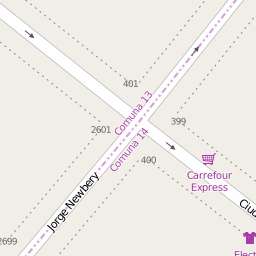 401
Comuna 13
399
2601
Comuna 14
400
Carrefour
Express
Jorge Newbery
Ciud
2699
Elect